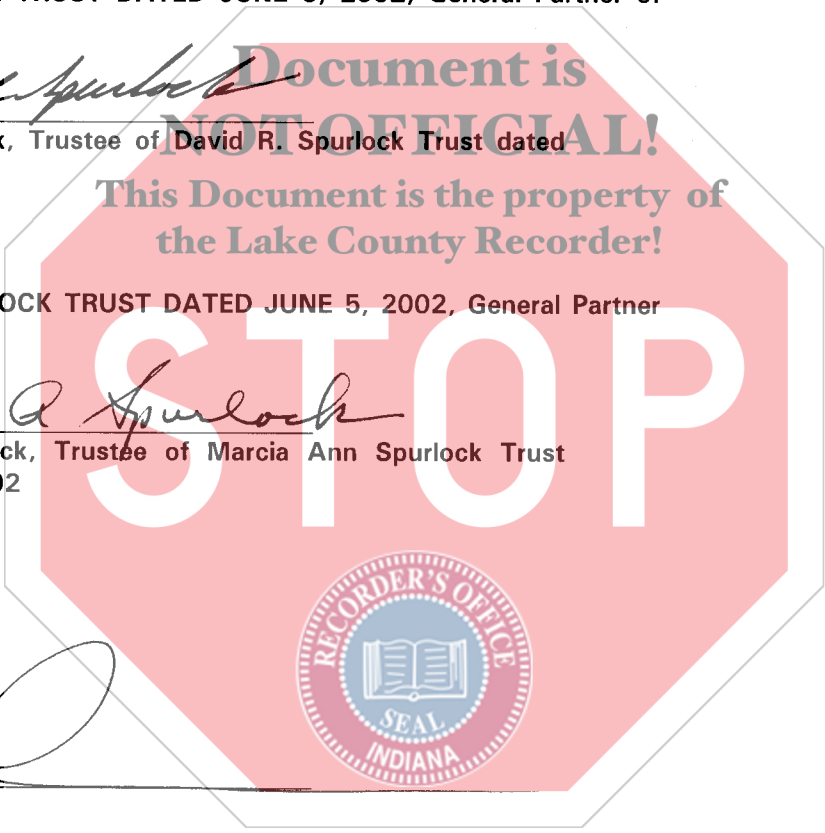 TRUST DATED JUNE 5, 2002, General Partner of
Spurlock
Document is
NOT OFFICIAL!
, Trustee of David R. Spurlock Trust dated
This Document is the property of
the Lake County Recorder!
OCK TRUST DATED JUNE 5, 2002, General Partner
STOP
A Spurlock
ck, Trustee of Marcia Ann Spurlock Trust
02
RECORDER'S OFFICE
SEAL
INDIANA